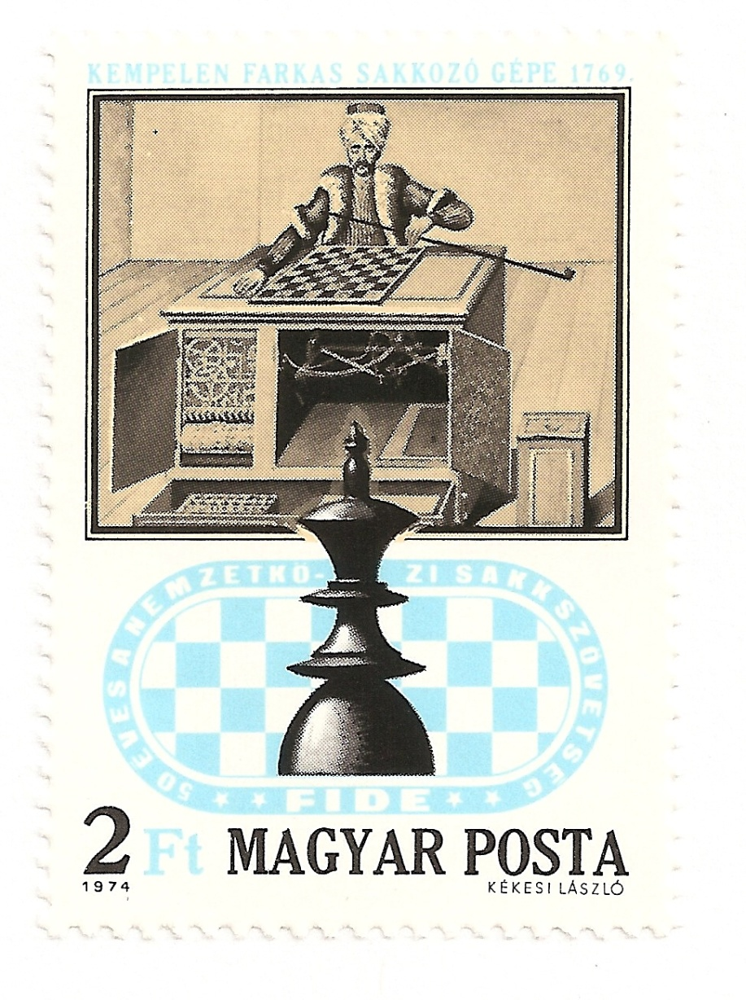 KEMPELEN FARKAS SAKKOZÓ GÉPE 1769.
50 ÉVES A NEMZETKÖ- ZI SAKKSZÖVETSÉG
FIDE
2 Ft MAGYAR POSTA
1974 KÉKESI LÁSZLÓ